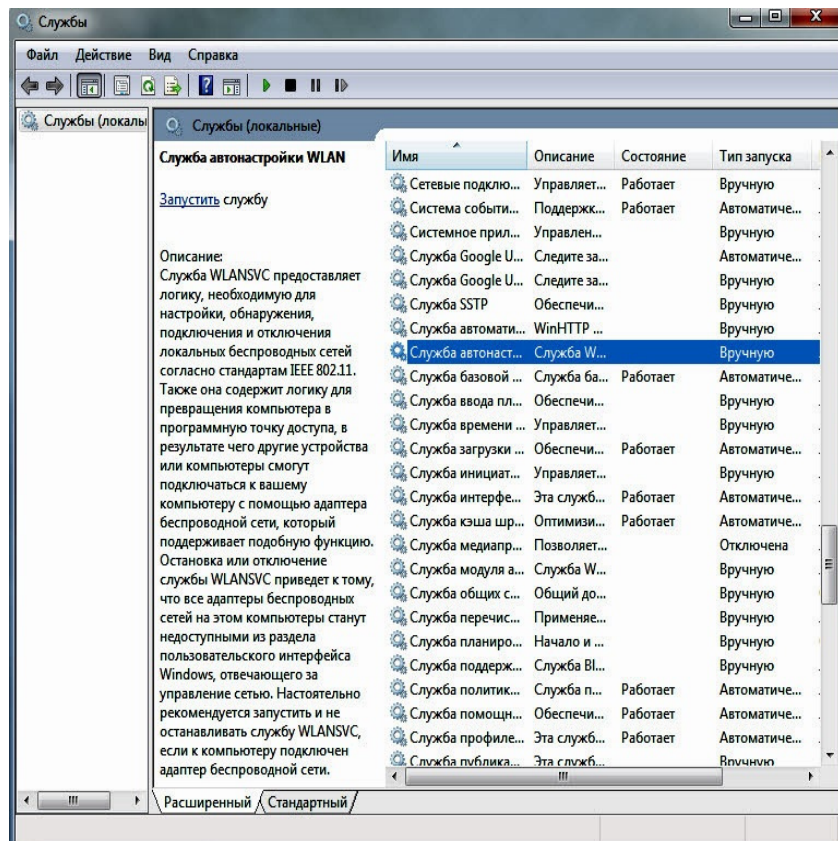 Службы
Файл Действие Вид Справка
Службы (локалы
Службы (локальные)
Служба автонастройки WLAN
Запустить службу
Описание:
Служба WLANSVC предоставляет
логику, необходимую для
настройки, обнаружения,
подключения и отключения
локальных беспроводных сетей
согласно стандартам IEEE 802.11.
Также она содержит логику для
превращения компьютера в
программную точку доступа, в
результате чего другие устройства
или компьютеры смогут
подключаться к вашему
компьютеру с помощью адаптера
беспроводной сети, который
поддерживает подобную функцию.
Остановка или отключение
службы WLANSVC приведет к тому,
что все адаптеры беспроводных
сетей на этом компьютеры станут
недоступными из раздела
пользовательского интерфейса
Windows, отвечающего за
управление сетью. Настоятельно
рекомендуется запустить и не
останавливать службу WLANSVC,
если к компьютеру подключен
адаптер беспроводной сети.
Имя Описание Состояние Тип запуска
Сетевые подклю... Управляет... Работает Вручную
Система событи... Поддержк... Работает Автоматиче...
Системное прил... Управлен... Вручную
Служба Google U... Следите за... Автоматиче...
Служба Google U... Следите за... Вручную
Служба SSTP Обеспечи... Вручную
Служба автомати... WinHTTP ... Вручную
Служба автонаст... Служба W... Вручную
Служба базовой ... Служба ба... Работает Автоматиче...
Служба ввода пл... Обеспечи... Вручную
Служба времени ... Управляет... Вручную
Служба загрузки ... Обеспечи... Работает Автоматиче...
Служба инициат... Управляет... Вручную
Служба интерфе... Эта служб... Работает Автоматиче...
Служба кэша шр... Оптимизи... Работает Автоматиче...
Служба медиапр... Позволяет... Отключена
Служба модуля а... Служба W... Вручную
Служба общих с... Общий до... Вручную
Служба перечис... Применяе... Вручную
Служба планиро... Начало и ... Вручную
Служба поддерж... Служба BI... Вручную
Служба политик... Служба п... Работает Автоматиче...
Служба помощн... Обеспечи... Работает Автоматиче...
Служба профиле... Эта служб... Работает Автоматиче...
Служба публика... Эта служб... Вручную
Расширенный Стандартный